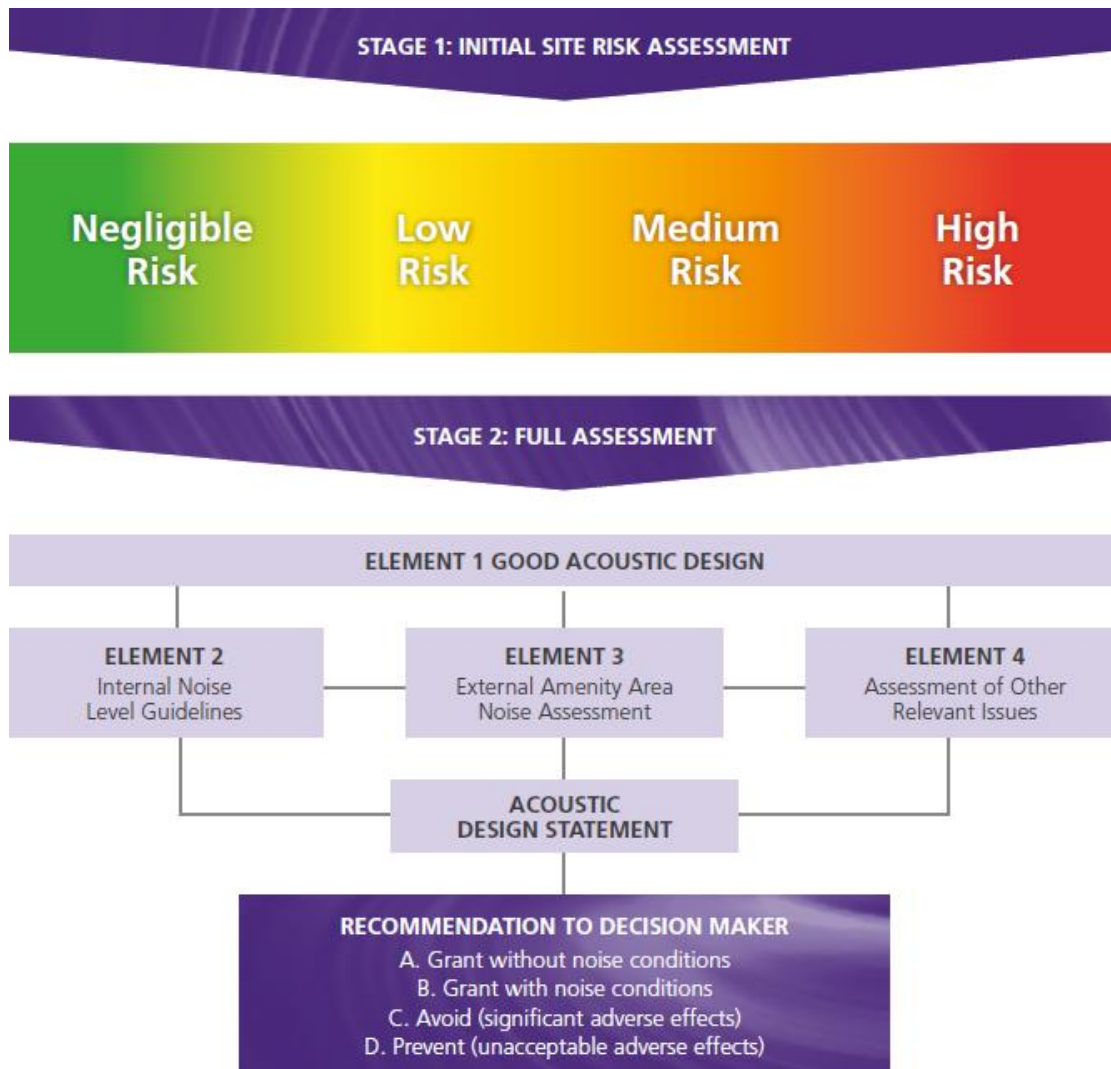 STAGE 1: INITIAL SITE RISK ASSESSMENT
Negligible
Risk
Low
Risk
Medium
Risk
High
Risk
STAGE 2: FULL ASSESSMENT
ELEMENT 1 GOOD ACOUSTIC DESIGN
ELEMENT 2
Internal Noise
Level Guidelines
ELEMENT 3
External Amenity Area
Noise Assessment
ELEMENT 4
Assessment of Other
Relevant Issues
ACOUSTIC
DESIGN STATEMENT
RECOMMENDATION TO DECISION MAKER
A. Grant without noise conditions
B. Grant with noise conditions
C. Avoid (significant adverse effects)
D. Prevent (unacceptable adverse effects)